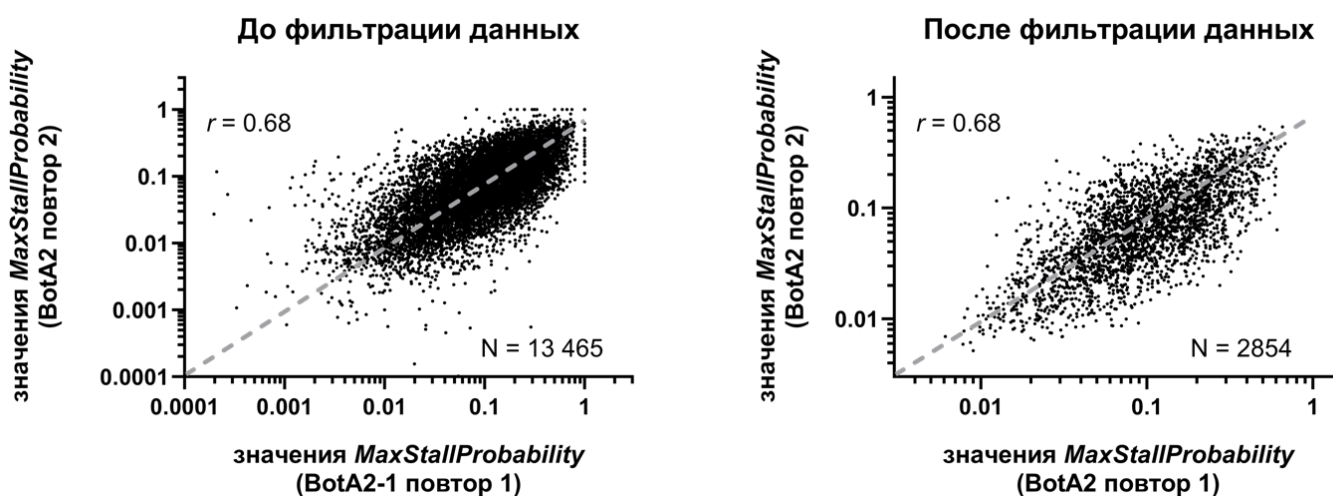 До фильтрации данных
значения MaxStallProbability
(BotA2 повтор 2)
1
0.1
0.01
0.001
0.0001
r = 0.68
N = 13 465
0.0001 0.001 0.01 0.1 1
значения MaxStallProbability
(BotA2-1 повтор 1)
После фильтрации данных
значения MaxStallProbability
(BotA2 повтор 2)
1
0.1
0.01
r = 0.68
N = 2854
0.01 0.1 1
значения MaxStallProbability
(BotA2 повтор 1)